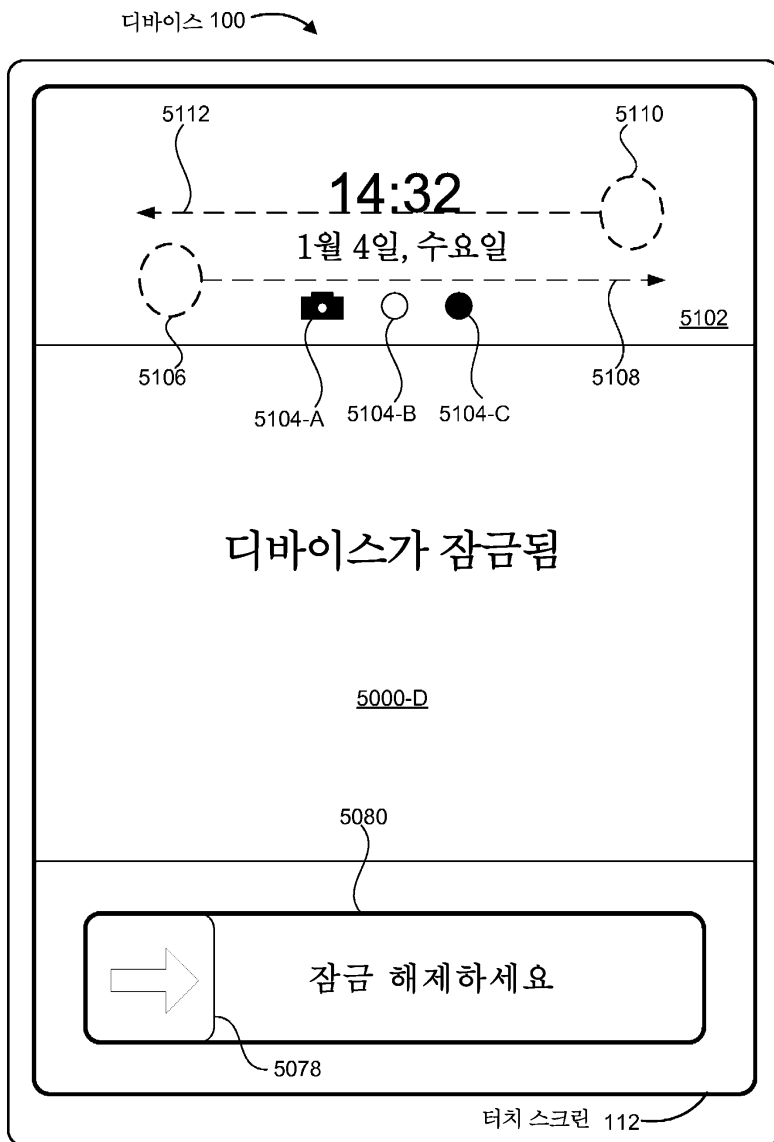 디바이스 100
5112
5110
14:32
1월 4일, 수요일
5102
5106
5108
5104-A
5104-B
5104-C
디바이스가 잠금됨
5000-D
5080
잠금 해제하세요
5078
터치 스크린 112